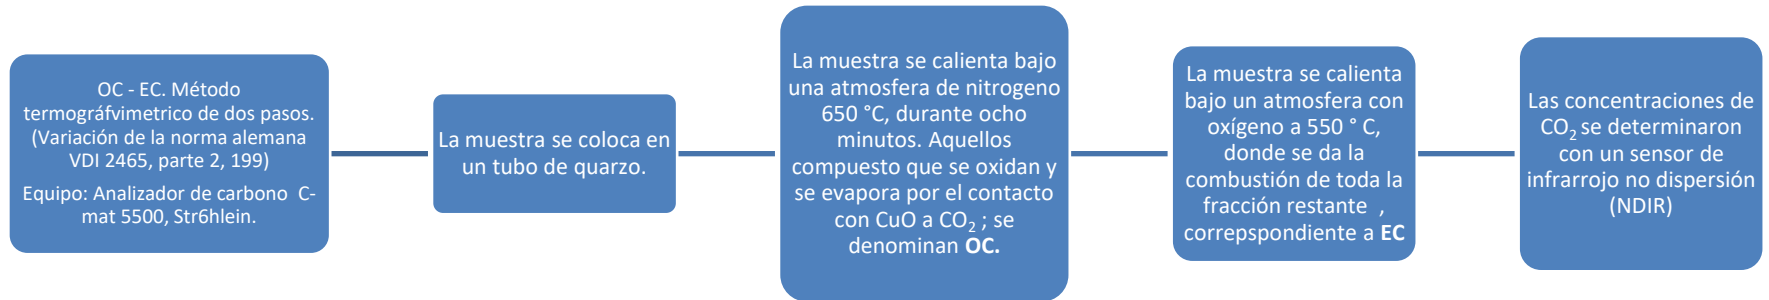 OC - EC. Método
termográfvimetrico de dos pasos.
(Variación de la norma alemana
VDI 2465, parte 2, 199)
Equipo: Analizador de carbono C-
mat 5500, Str6hlein.
La muestra se coloca en
un tubo de quarzo.
La muestra se calienta bajo
una atmosfera de nitrogeno
650 °C, durante ocho
minutos. Aquellos
compuesto que se oxidan y
se evapora por el contacto
con CuO a CO₂ ; se
denominan OC.
La muestra se calienta
bajo un atmosfera con
oxígeno a 550 ° C,
donde se da la
combustión de toda la
fracción restante ,
correpspondiente a EC
Las concentraciones de
CO₂ se determinaron
con un sensor de
infrarrojo no dispersión
(NDIR)